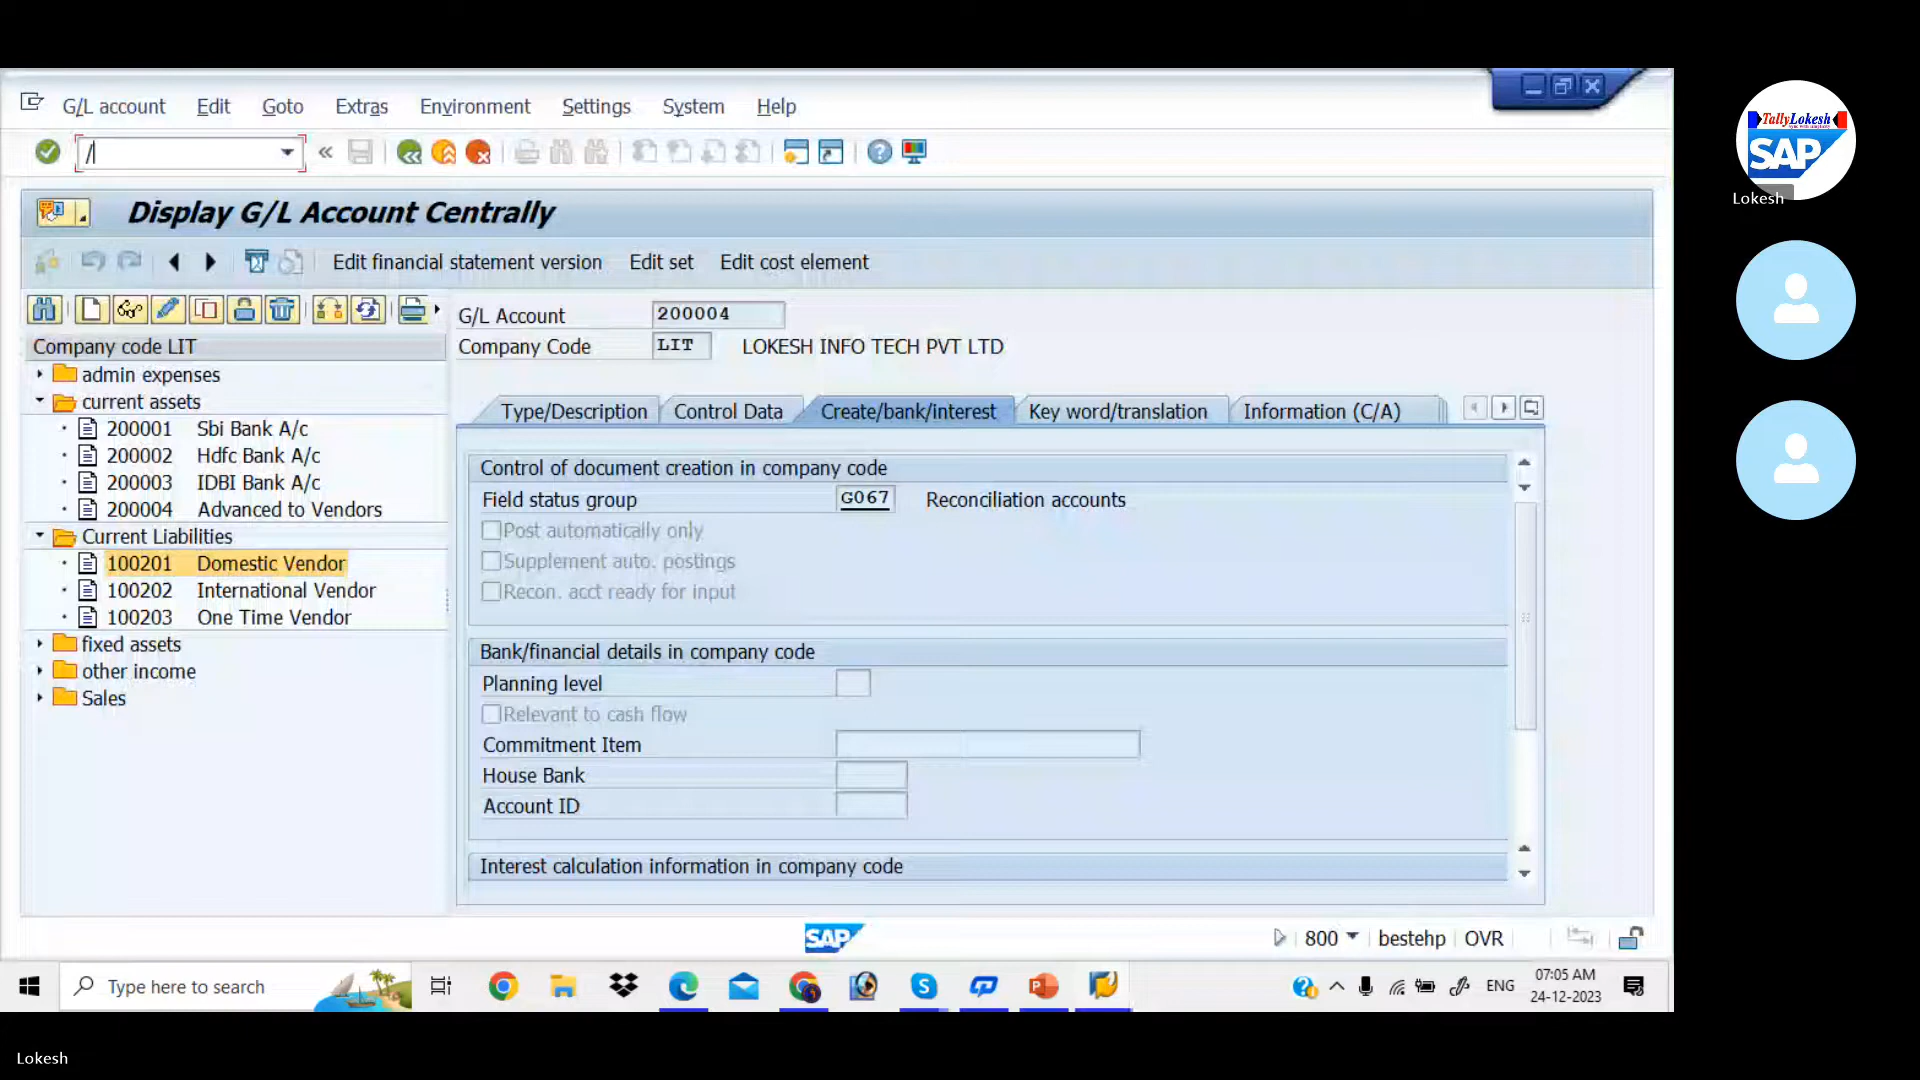 G/L account Edit Goto Extras Environment Settings System Help
/
Display G/L Account Centrally
Edit financial statement version Edit set Edit cost element
Company code LIT
admin expenses
current assets
200001 Sbi Bank A/c
200002 Hdfc Bank A/c
200003 IDBI Bank A/c
200004 Advanced to Vendors
Current Liabilities
100201 Domestic Vendor
100202 International Vendor
100203 One Time Vendor
fixed assets
other income
Sales
G/L Account 200004
Company Code LIT LOKESH INFO TECH PVT LTD
Type/Description Control Data Create/bank/interest Key word/translation Information (C/A)
Control of document creation in company code
Field status group G067 Reconciliation accounts
Post automatically only
Supplement auto. postings
Recon. acct ready for input
Bank/financial details in company code
Planning level
Relevant to cash flow
Commitment Item
House Bank
Account ID
Interest calculation information in company code
SAP
800 bestehp OVR
Type here to search
ENG
07:05 AM
24-12-2023
TallyLokesh
SAP
Lokesh
Lokesh